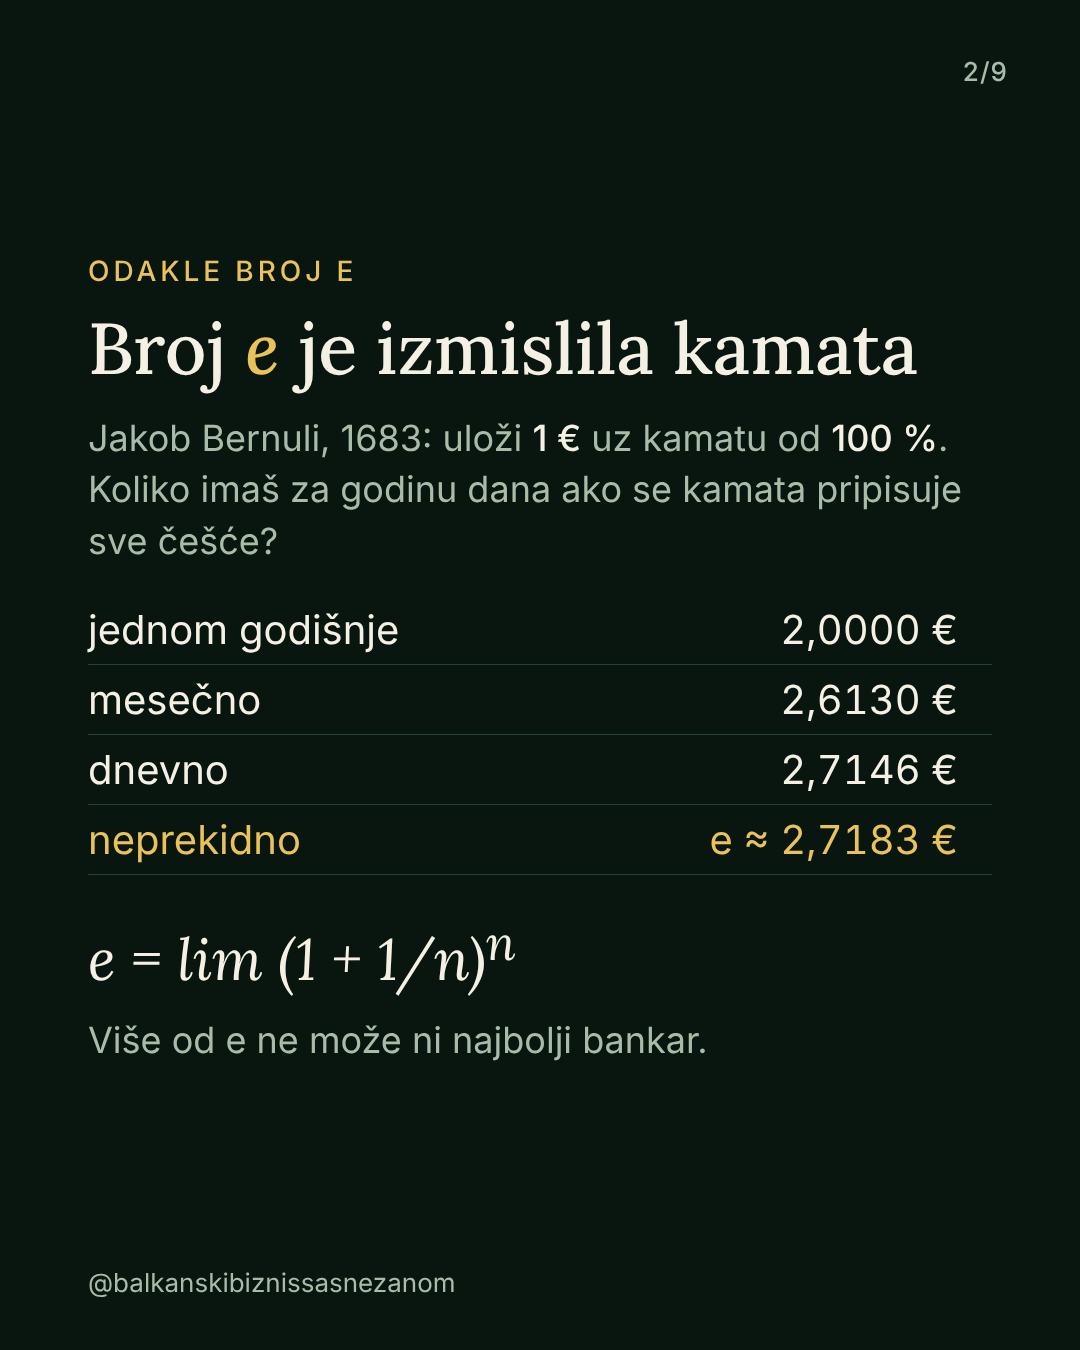 2/9
ODAKLE BROJ E
Broj e je izmislila kamata
Jakob Bernuli, 1683: uloži 1 € uz kamatu od 100 %.
Koliko imaš za godinu dana ako se kamata pripisuje
sve češće?
jednom godišnje 2,0000 €
mesečno 2,6130 €
dnevno 2,7146 €
neprekidno e ≈ 2,7183 €
e = lim (1 + 1/n)ⁿ
Više od e ne može ni najbolji bankar.
@balkanskibiznissasnezanom